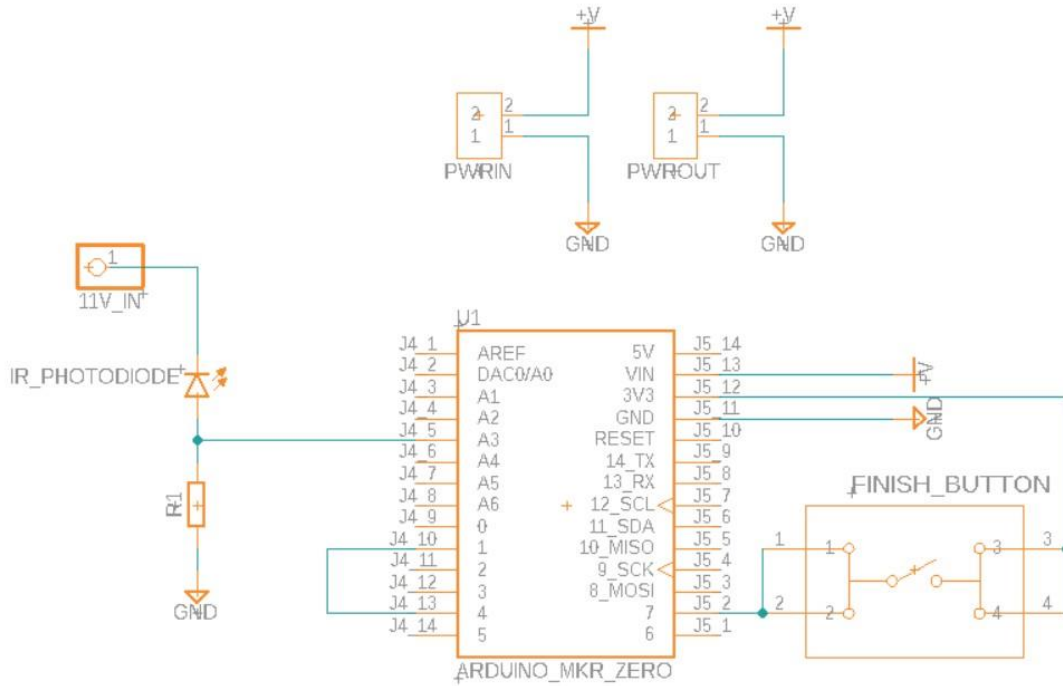 +V +V
2 2 2 2
1 1 1 1
PWRIN PWROUT
GND GND
1
11V_IN
IR_PHOTODIODE
R1
GND
U1
J4_1 AREF 5V J5_14
J4_2 DAC0/A0 VIN J5_13 +V
J4_3 A1 3V3 J5_12
J4_4 A2 GND J5_11 GND
J4_5 A3 RESET J5_10
J4_6 A4 14_TX J5_9
J4_7 A5 13_RX J5_8
J4_8 A6 12_SCL J5_7
J4_9 0 11_SDA J5_6
J4_10 1 10_MISO J5_5
J4_11 2 9_SCK J5_4
J4_12 3 8_MOSI J5_3
J4_13 4 7 J5_2
J4_14 5 6 J5_1
ARDUINO_MKR_ZERO
FINISH_BUTTON
1 1 3 3
2 2 4 4